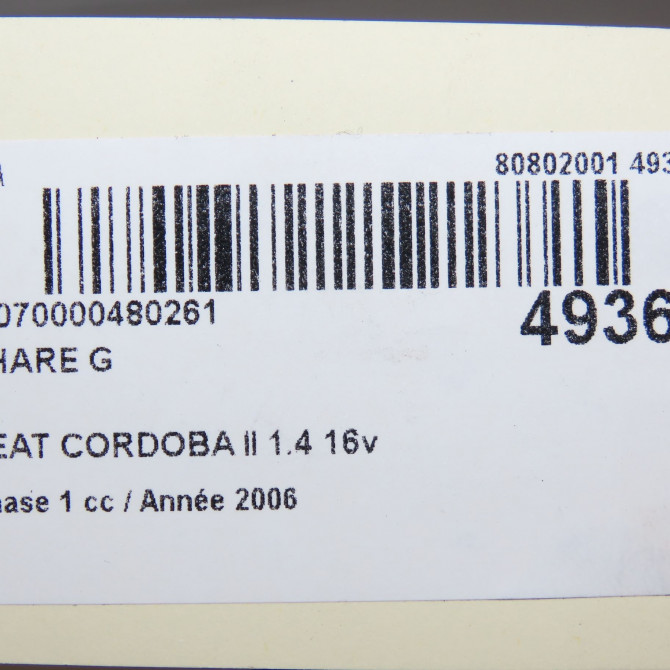 80802001 493
070000480261
4936
HARE G
EAT CORDOBA II 1.4 16v
hase 1 cc / Année 2006